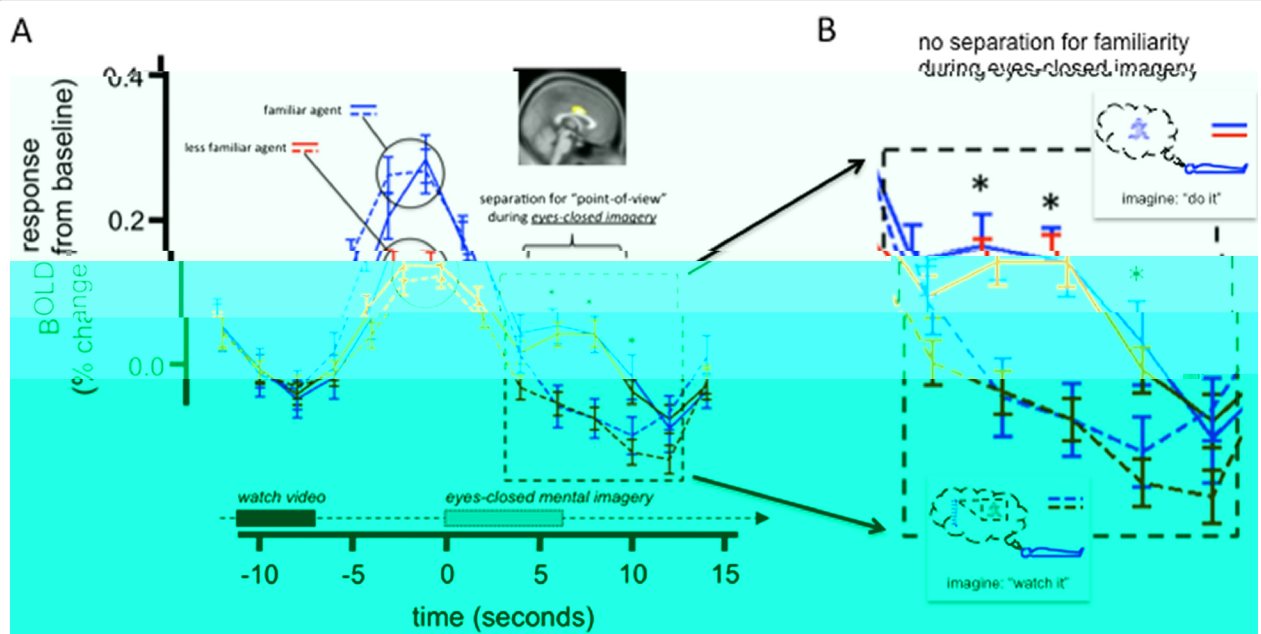 A
B
no separation for familiarity
during eyes-closed imagery
0.4
familiar agent
less familiar agent
separation for "point-of-view"
during eyes-closed imagery
imagine: "do it"
*
*
0.2
BOLD response
(% change from baseline)
*
0.0
watch video
eyes-closed mental imagery
imagine: "watch it"
-10
-5
0
5
10
15
time (seconds)